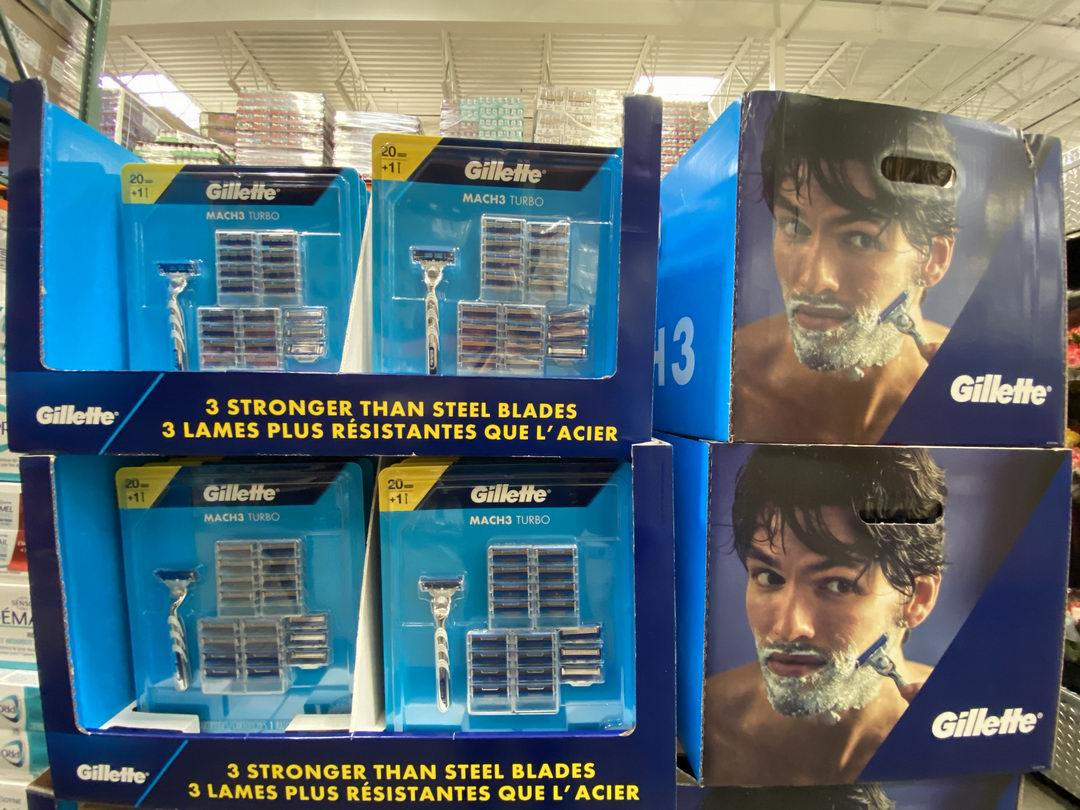 20
+1
Gillette®
MACH3 TURBO
20
+1
Gillette®
MACH3 TURBO
H3
Gillette®
Gillette®
3 STRONGER THAN STEEL BLADES
3 LAMES PLUS RÉSISTANTES QUE L'ACIER
20
+1
Gillette®
MACH3 TURBO
20
+1
Gillette®
MACH3 TURBO
Gillette®
Gillette®
3 STRONGER THAN STEEL BLADES
3 LAMES PLUS RÉSISTANTES QUE L'ACIER